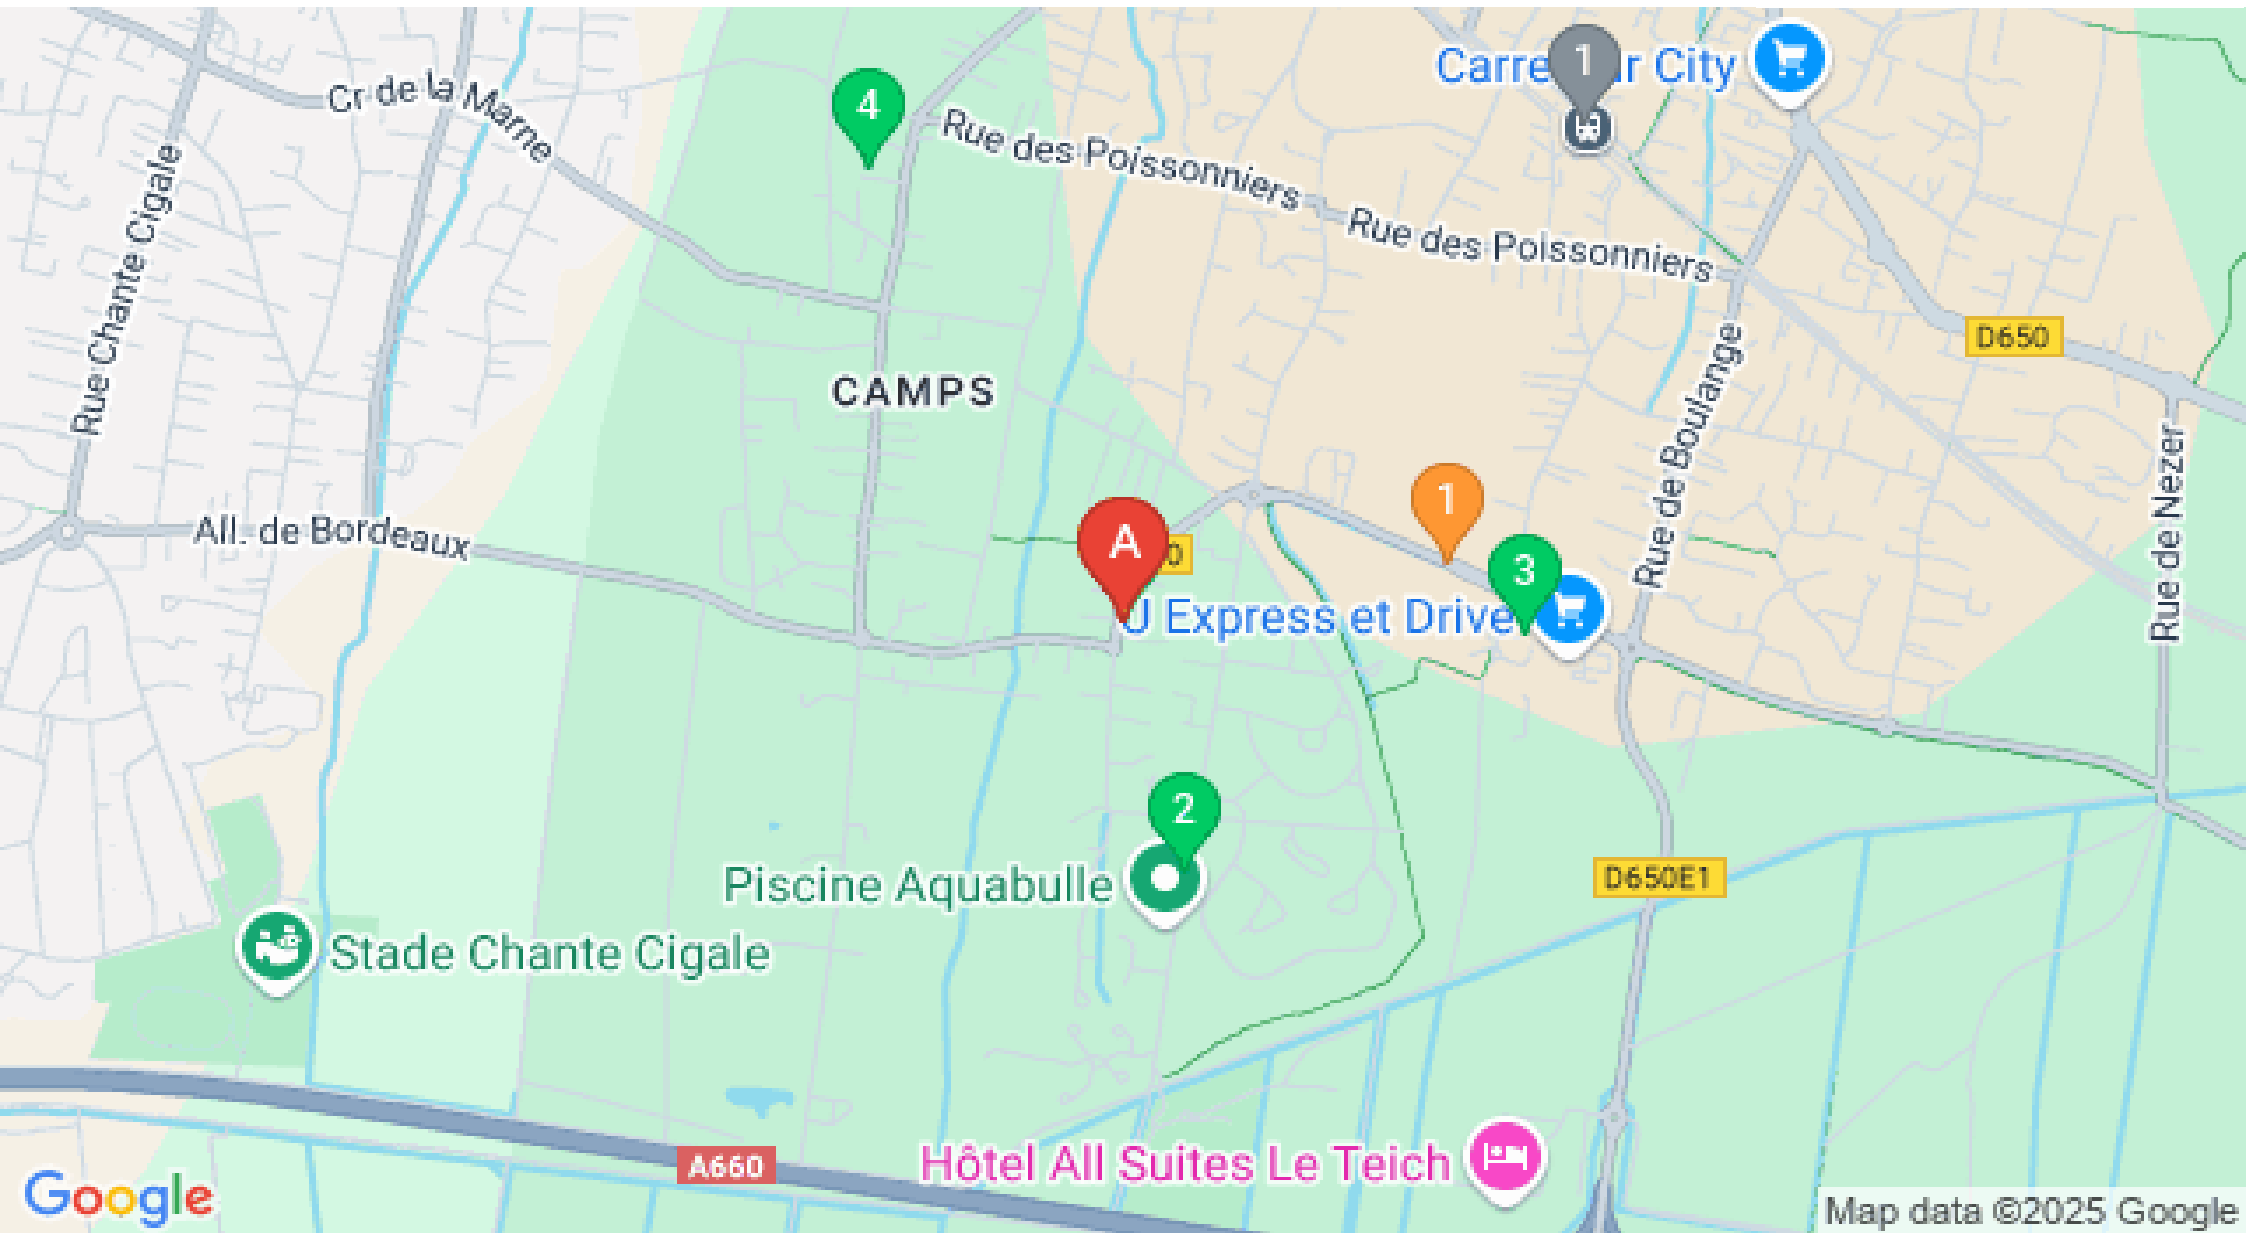 Carre
r City
1
4
Cr de la Marne
Rue des Poissonniers
Rue Chante Cigale
Rue des Poissonniers
D650
Rue de Boulange
CAMPS
Rue de Nezer
1
All. de Bordeaux
A
0
3
U Express et Drive
2
Piscine Aquabulle
D650E1
Stade Chante Cigale
A660
Hôtel All Suites Le Teich
Google
Map data ©2025 Google